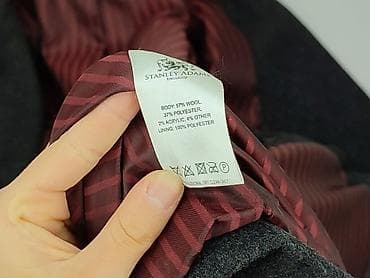 STANLEY ADAMS
BODY: 57% WOOL,
37% POLYESTER,
2% ACRYLIC, 4% OTHER
LINING: 100% POLYESTER